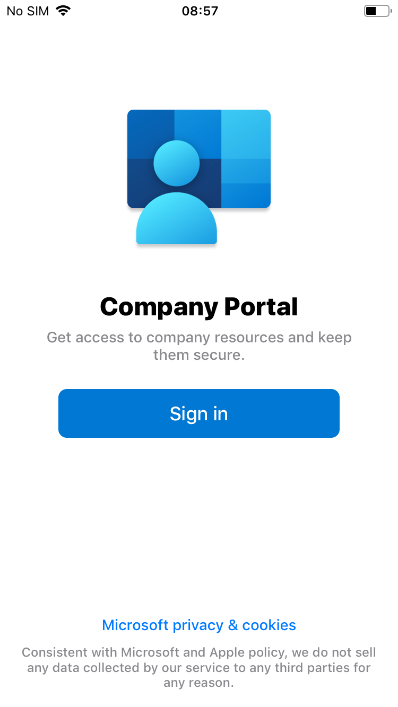 No SIM 08:57
Company Portal
Get access to company resources and keep
them secure.
Sign in
Microsoft privacy & cookies
Consistent with Microsoft and Apple policy, we do not sell
any data collected by our service to any third parties for
any reason.